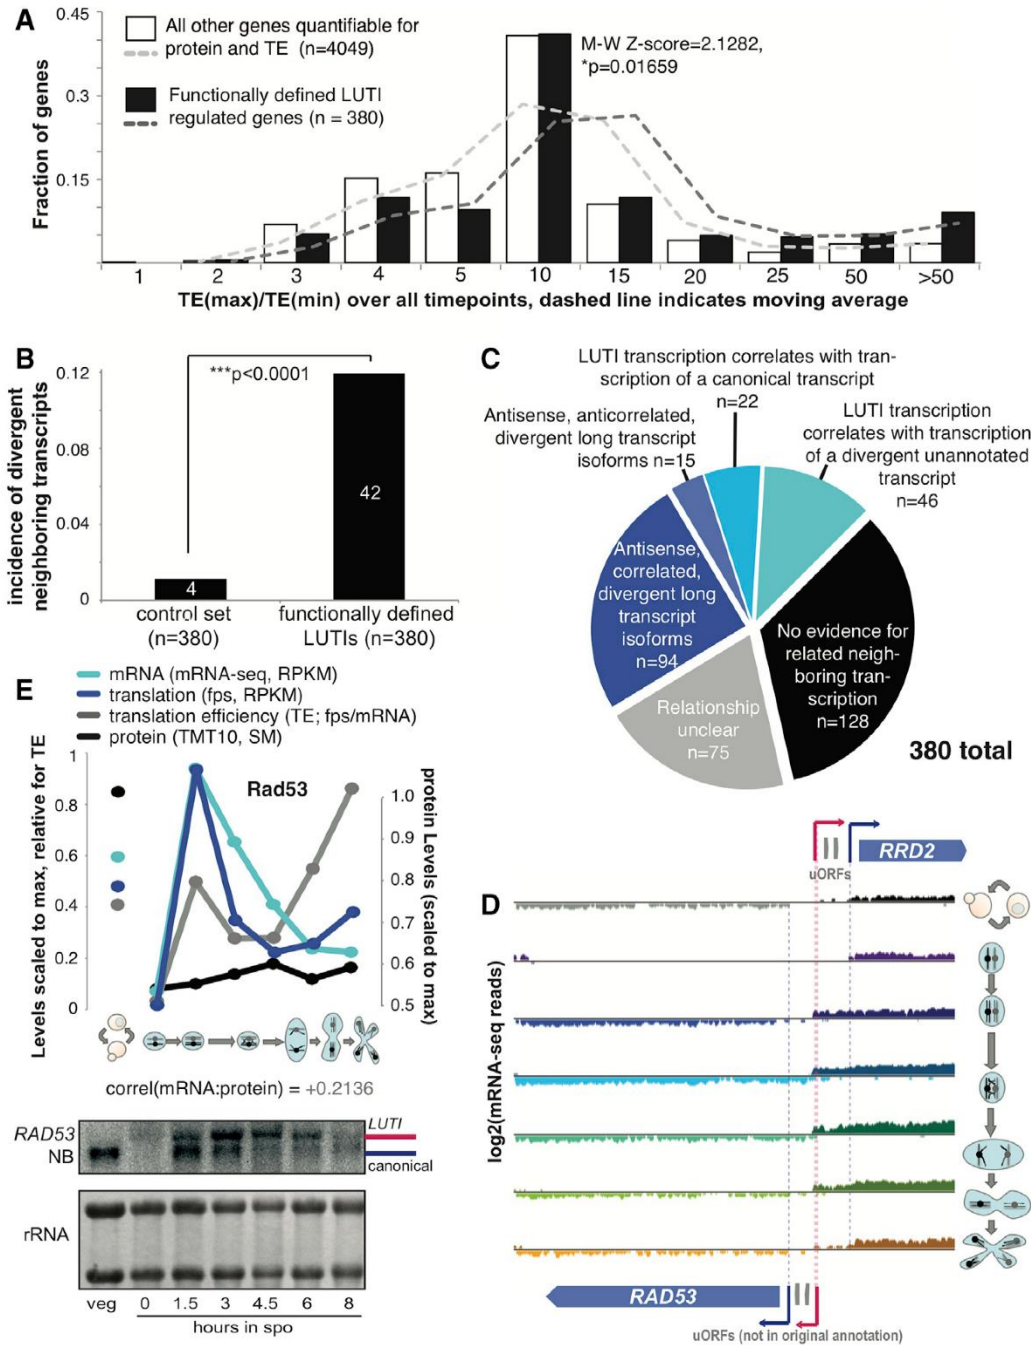 A
0.45
0.3
0.15
Fraction of genes
All other genes quantifiable for
protein and TE (n=4049)
Functionally defined LUTI
regulated genes (n = 380)
M-W Z-score=2.1282,
*p=0.01659
1 2 3 4 5 10 15 20 25 50 >50
TE(max)/TE(min) over all timepoints, dashed line indicates moving average
B
incidence of divergent
neighboring transcripts
0.12
0.08
0.04
0
***p<0.0001
4
42
control set
(n=380)
functionally defined
LUTIs (n=380)
C
LUTI transcription correlates with tran-
scription of a canonical transcript
n=22
Antisense, anticorrelated,
divergent long transcript
isoforms n=15
LUTI transcription
correlates with transcription
of a divergent unannotated
transcript
n=46
Antisense,
correlated,
divergent long
transcript
isoforms
n=94
No evidence for
related neigh-
boring tran-
scription
n=128
Relationship
unclear
n=75
380 total
E
mRNA (mRNA-seq, RPKM)
translation (fps, RPKM)
translation efficiency (TE; fps/mRNA)
protein (TMT10, SM)
Levels scaled to max, relative for TE
1
0.8
0.6
0.4
0.2
0
Rad53
1.0
0.9
0.8
0.7
0.6
0.5
protein Levels (scaled to max)
correl(mRNA:protein) = +0.2136
RAD53
NB
LUTI
canonical
rRNA
veg 0 1.5 3 4.5 6 8
hours in spo
D
log2(mRNA-seq reads)
uORFs
RRD2
RAD53
uORFs (not in original annotation)